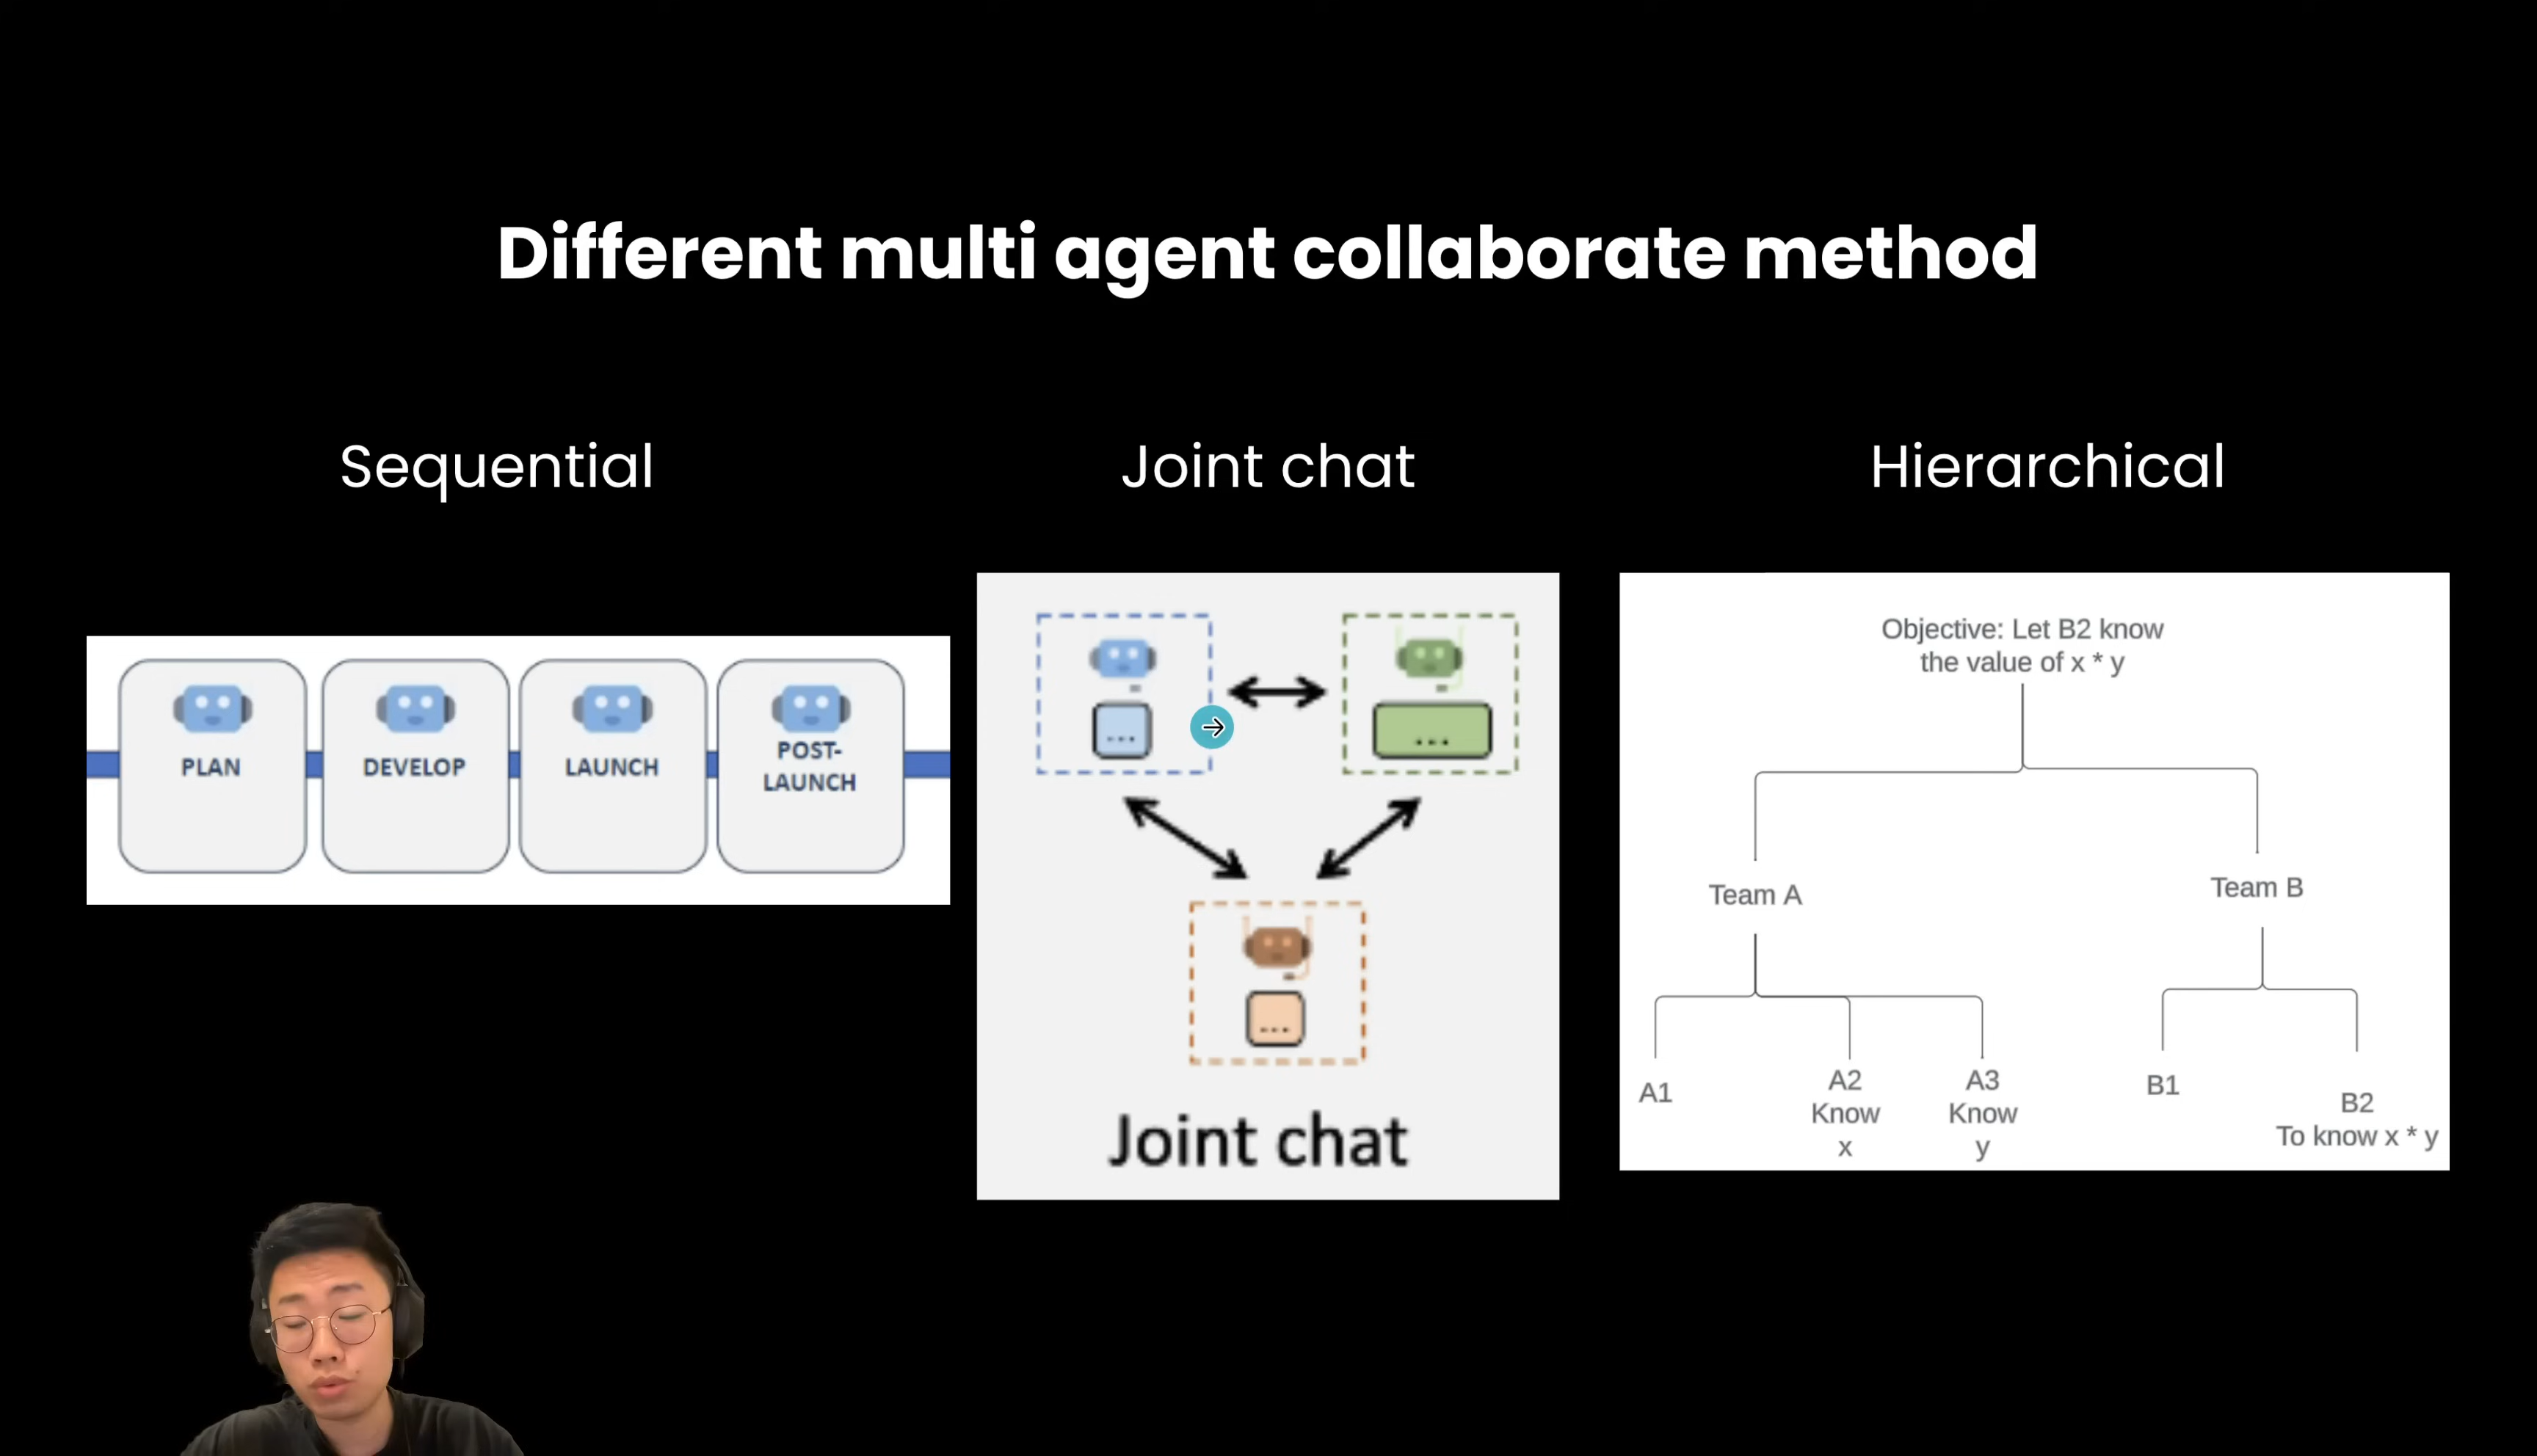 Different multi agent collaborate method
Sequential
Joint chat
Hierarchical
PLAN
DEVELOP
LAUNCH
POST-
LAUNCH
...
...
...
Joint chat
Objective: Let B2 know
the value of x * y
Team A
Team B
A1
A2
Know
x
A3
Know
y
B1
B2
To know x * y